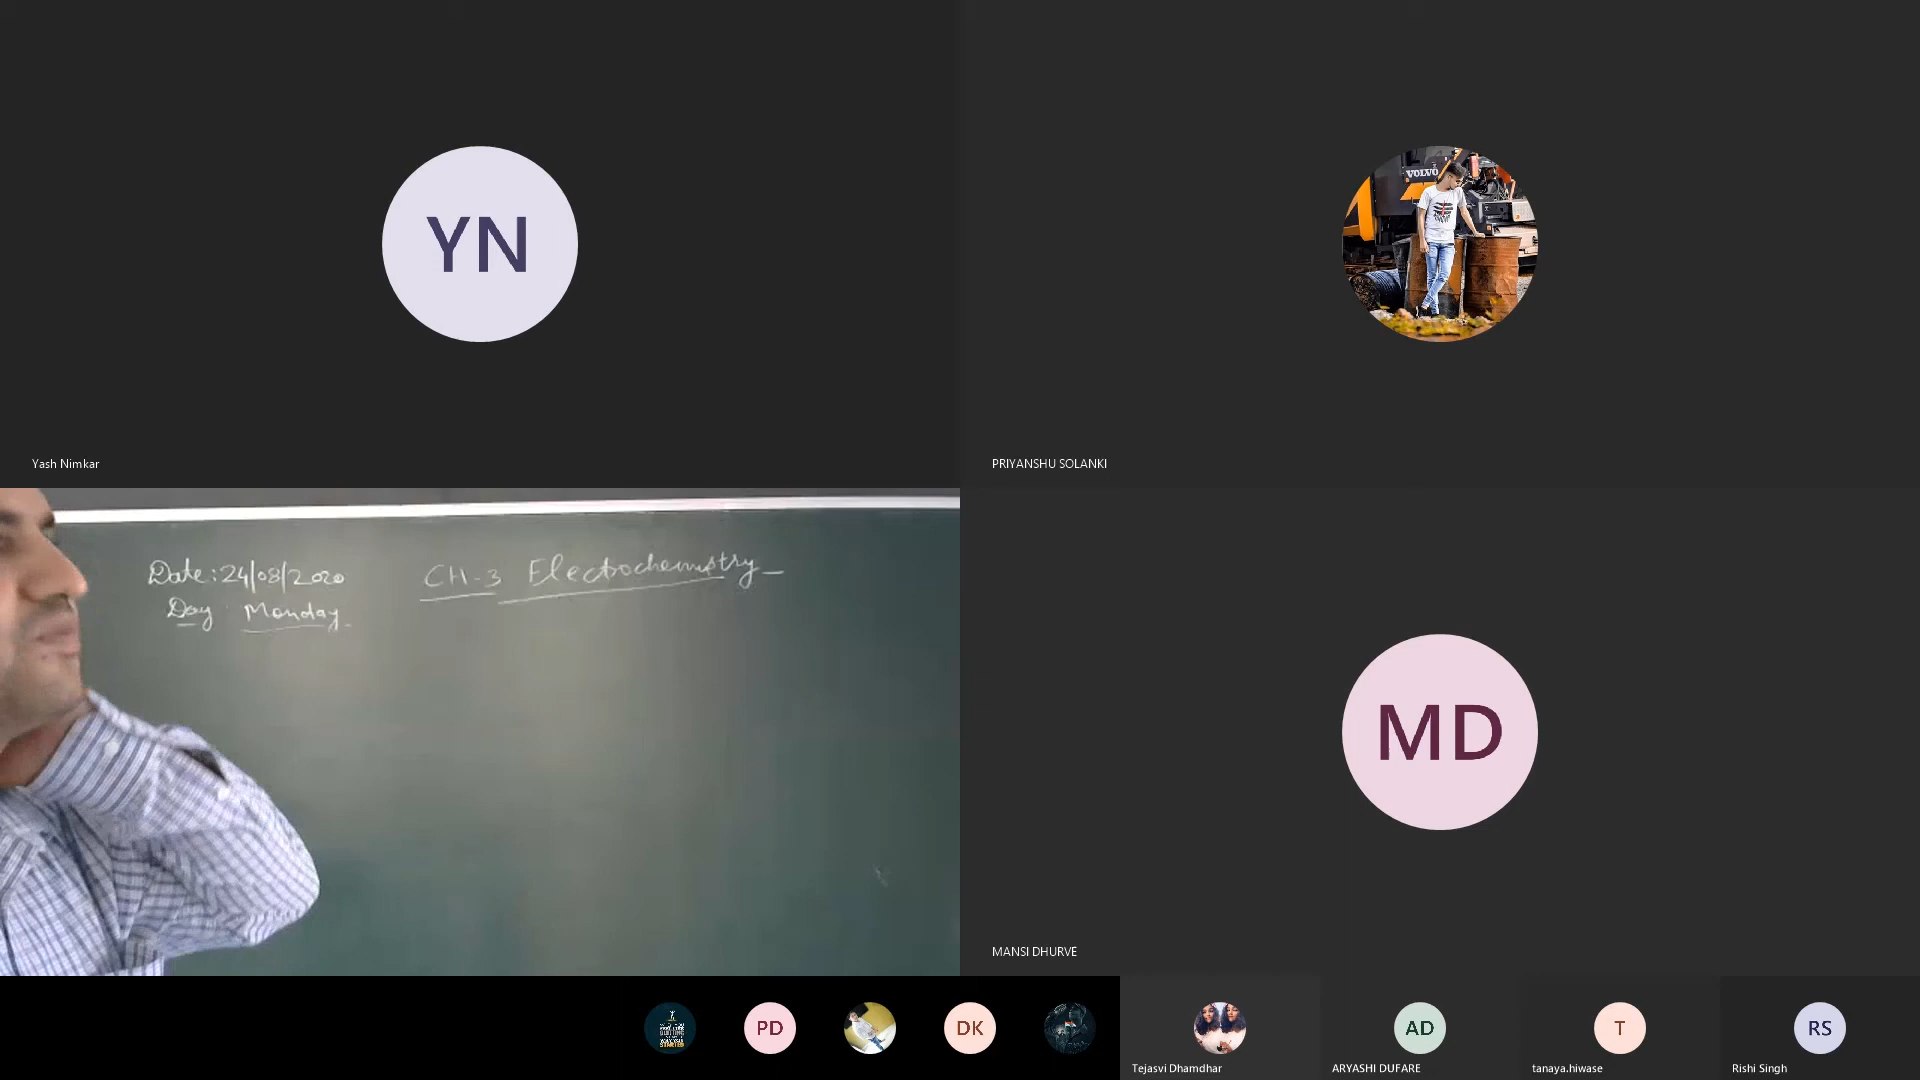 YN
VOLVO
Yash Nimkar
PRIYANSHU SOLANKI
Date: 24/08/2020
CH-3 Electrochemistry
Day: Monday.
MD
MANSI DHURVE
PD
DK
AD
T
RS
Tejasvi Dhamdhar
ARYASHI DUFARE
tanaya.hiwase
Rishi Singh